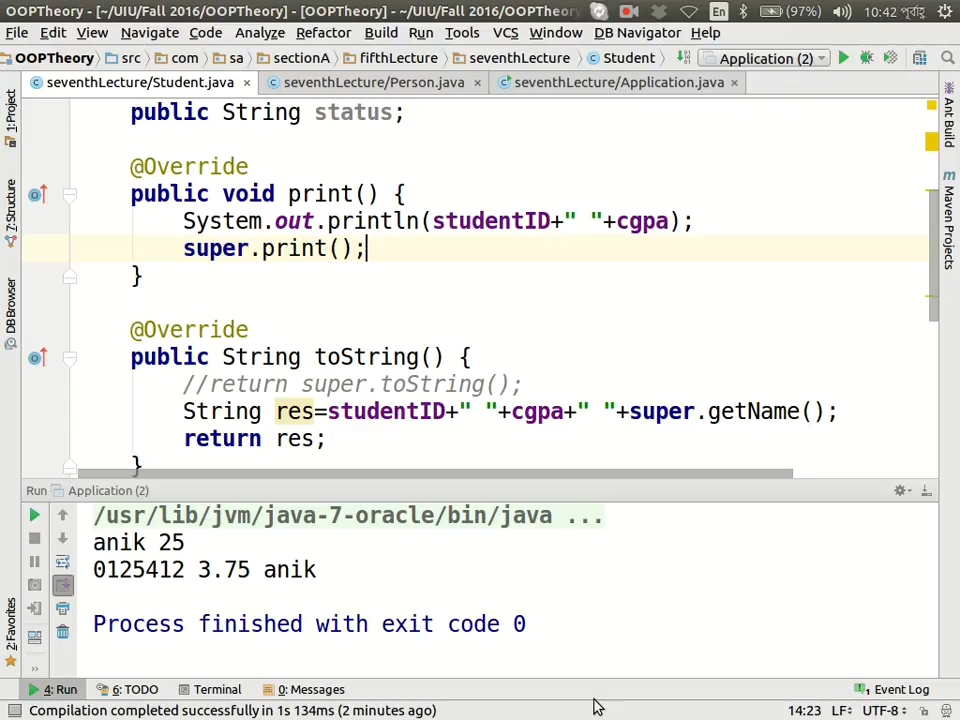 OOPTheory - [~/UIU/Fall 2016/OOPTheory] - [OOPTheory] - ~/UIU/Fall 2016/OOPTheory/ En (97%) 10:42 পূর্বাহ্ণ
File Edit View Navigate Code Analyze Refactor Build Run Tools VCS Window DB Navigator Help
OOPTheory src com sa sectionA fifthLecture seventhLecture Student Application (2)
seventhLecture/Student.java × seventhLecture/Person.java × seventhLecture/Application.java ×
1: Project
7: Structure
DB Browser
2: Favorites
Ant Build
Maven Projects
public String status;
@Override
public void print() {
System.out.println(studentID+" "+cgpa);
super.print();
}
@Override
public String toString() {
//return super.toString();
String res=studentID+" "+cgpa+" "+super.getName();
return res;
}
Run Application (2)
/usr/lib/jvm/java-7-oracle/bin/java ...
anik 25
0125412 3.75 anik
Process finished with exit code 0
4: Run 6: TODO Terminal 0: Messages 1 Event Log
Compilation completed successfully in 1s 134ms (2 minutes ago) 14:23 LF÷ UTF-8÷